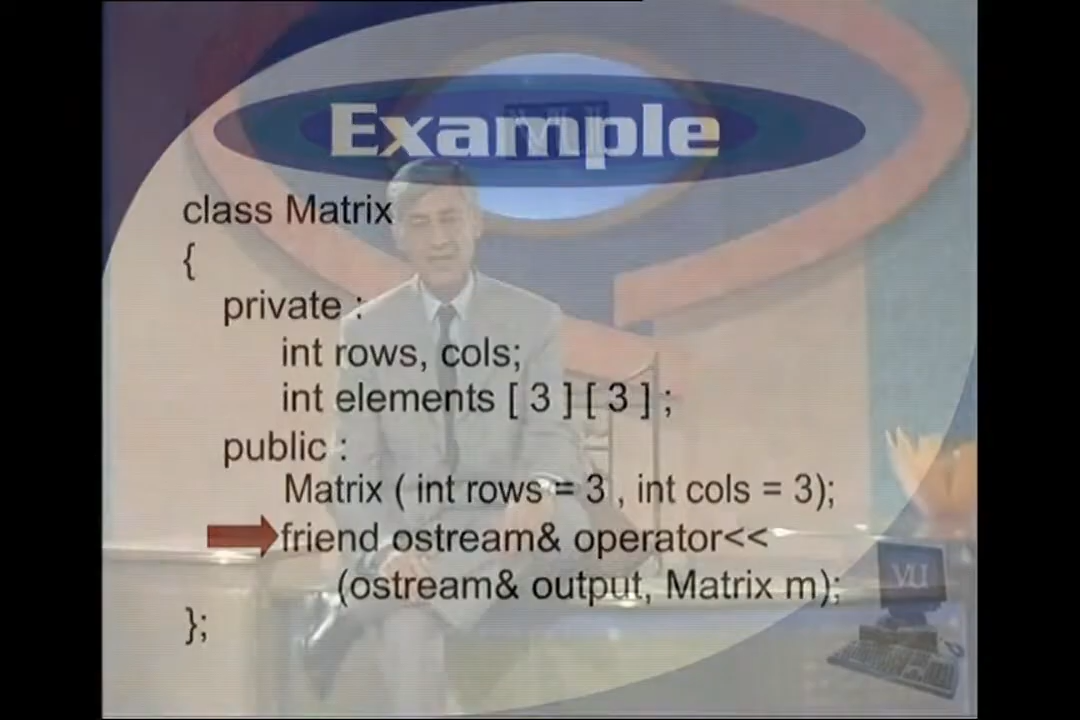 Example
class Matrix
{
private :
int rows, cols;
int elements [ 3 ] [ 3 ] ;
public :
Matrix ( int rows = 3 , int cols = 3);
friend ostream& operator<<
(ostream& output, Matrix m);
};
VU